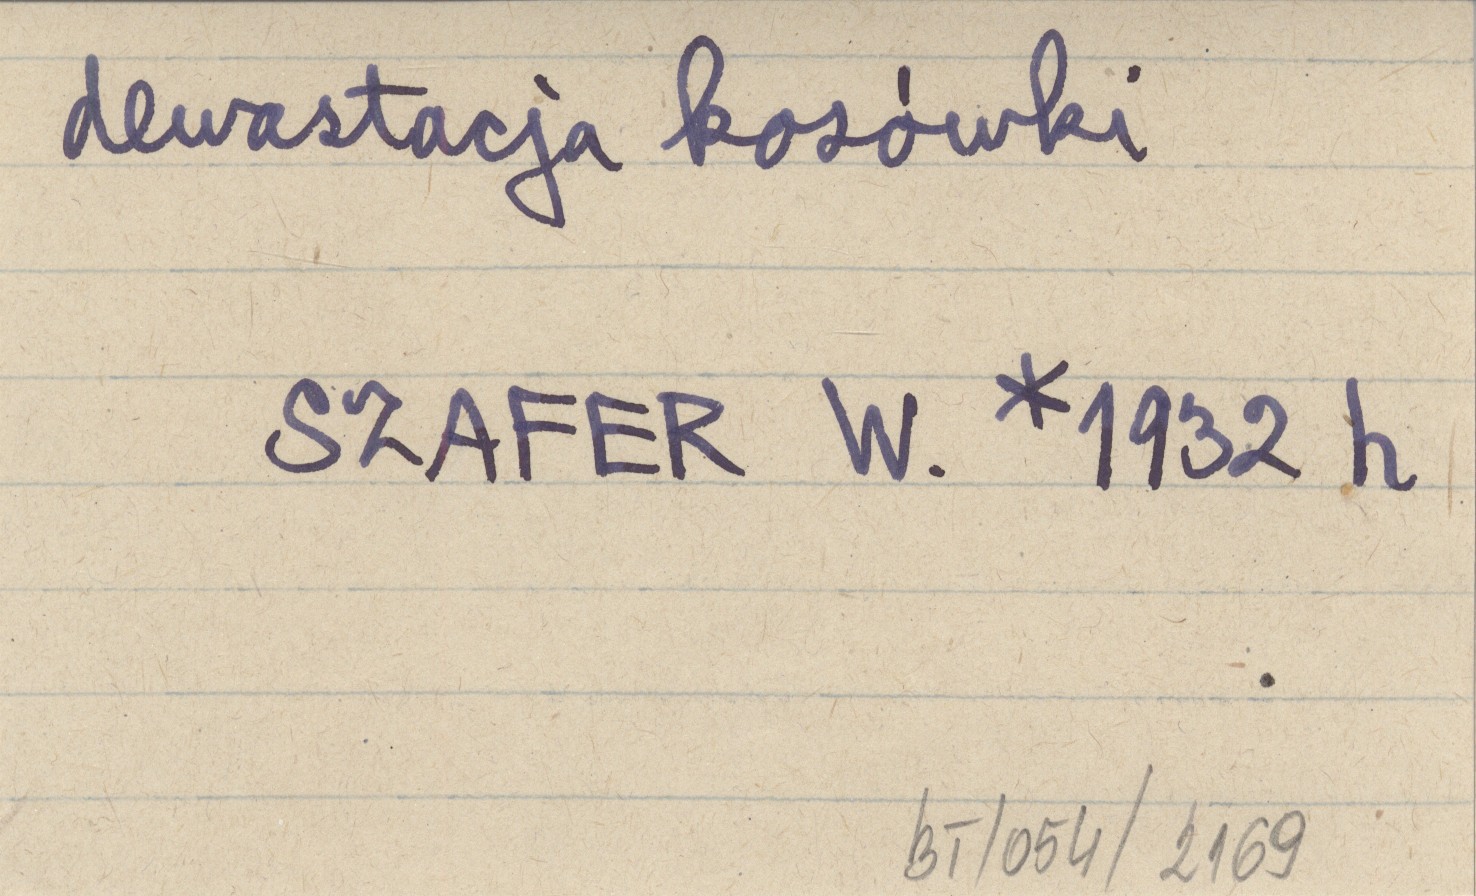 dewastacja kosówki
SZAFER W. *1932 h
BT/054/2169